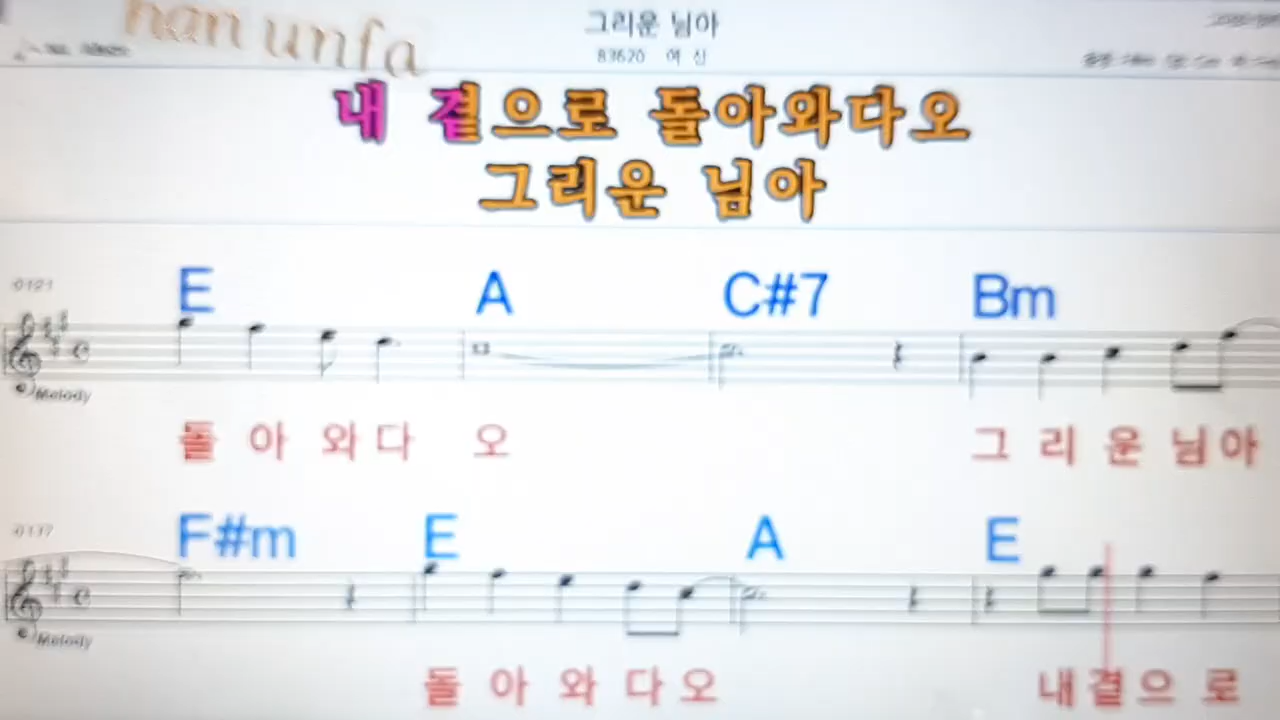 han unfa
그리운 님아
83620 여 신
내 곁으로 돌아와다오
그리운 님아
E A C#7 Bm
Melody
돌 아 와 다 오 그 리 운 님 아
F#m E A E
Melody
돌 아 와 다 오 내 곁 으 로